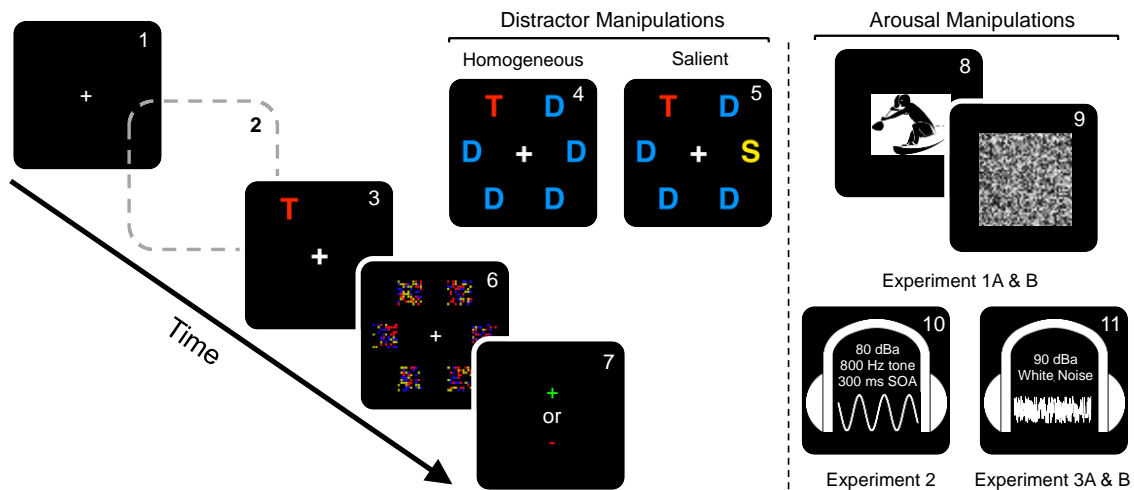 Distractor Manipulations
Arousal Manipulations
Homogeneous
Salient
1
+
2
3
T
+
4
T D
D + D
D D
5
T D
D + S
D D
6
+
7
+
or
-
Time
8
9
Experiment 1A & B
10
80 dBa
800 Hz tone
300 ms SOA
11
90 dBa
White Noise
Experiment 2
Experiment 3A & B